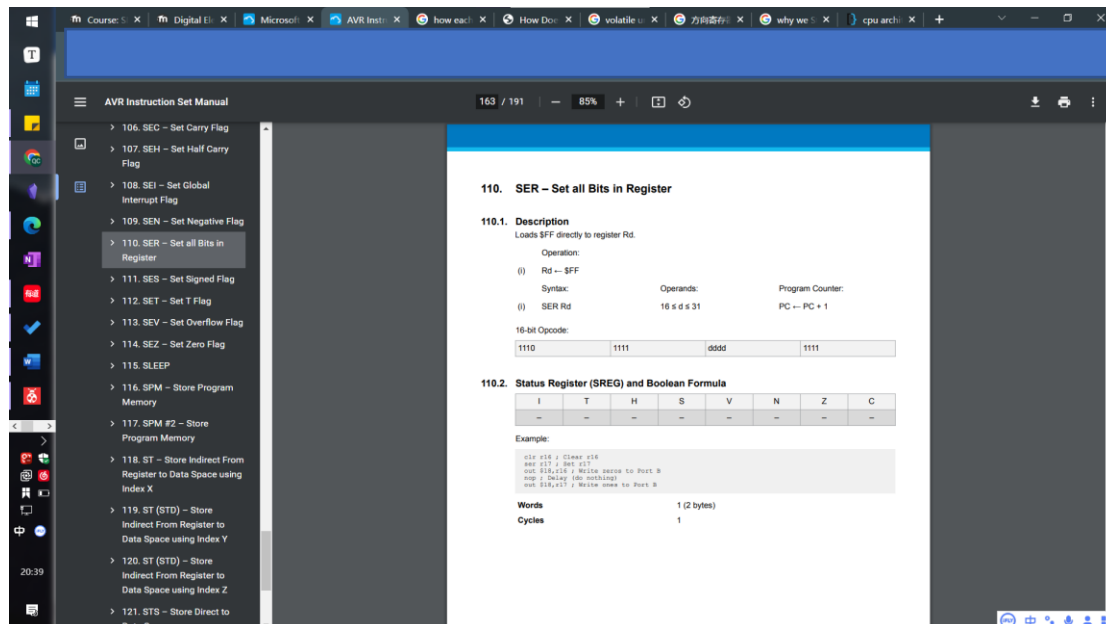 Course: S
Digital Ele
Microsoft
AVR Instr
how each
How Doe
volatile u
why we S
cpu archi
T
AVR Instruction Set Manual
163 / 191
85%
106. SEC – Set Carry Flag
107. SEH – Set Half Carry
Flag
108. SEI – Set Global
Interrupt Flag
109. SEN – Set Negative Flag
110. SER – Set all Bits in
Register
111. SES – Set Signed Flag
112. SET – Set T Flag
113. SEV – Set Overflow Flag
114. SEZ – Set Zero Flag
115. SLEEP
116. SPM – Store Program
Memory
117. SPM #2 – Store
Program Memory
118. ST – Store Indirect From
Register to Data Space using
Index X
119. ST (STD) – Store
Indirect From Register to
Data Space using Index Y
120. ST (STD) – Store
Indirect From Register to
Data Space using Index Z
121. STS – Store Direct to
110. SER – Set all Bits in Register
110.1. Description
Loads $FF directly to register Rd.
Operation:
(i) Rd ← $FF
Syntax: Operands: Program Counter:
(i) SER Rd 16 ≤ d ≤ 31 PC ← PC + 1
16-bit Opcode:
1110 1111 dddd 1111
110.2. Status Register (SREG) and Boolean Formula
I T H S V N Z C
– – – – – – – –
Example:
clr r16 ; Clear r16
ser r17 ; Set r17
out $18,r16 ; Write zeros to Port B
nop ; Delay (do nothing)
out $18,r17 ; Write ones to Port B
Words 1 (2 bytes)
Cycles 1
中
20:39
中